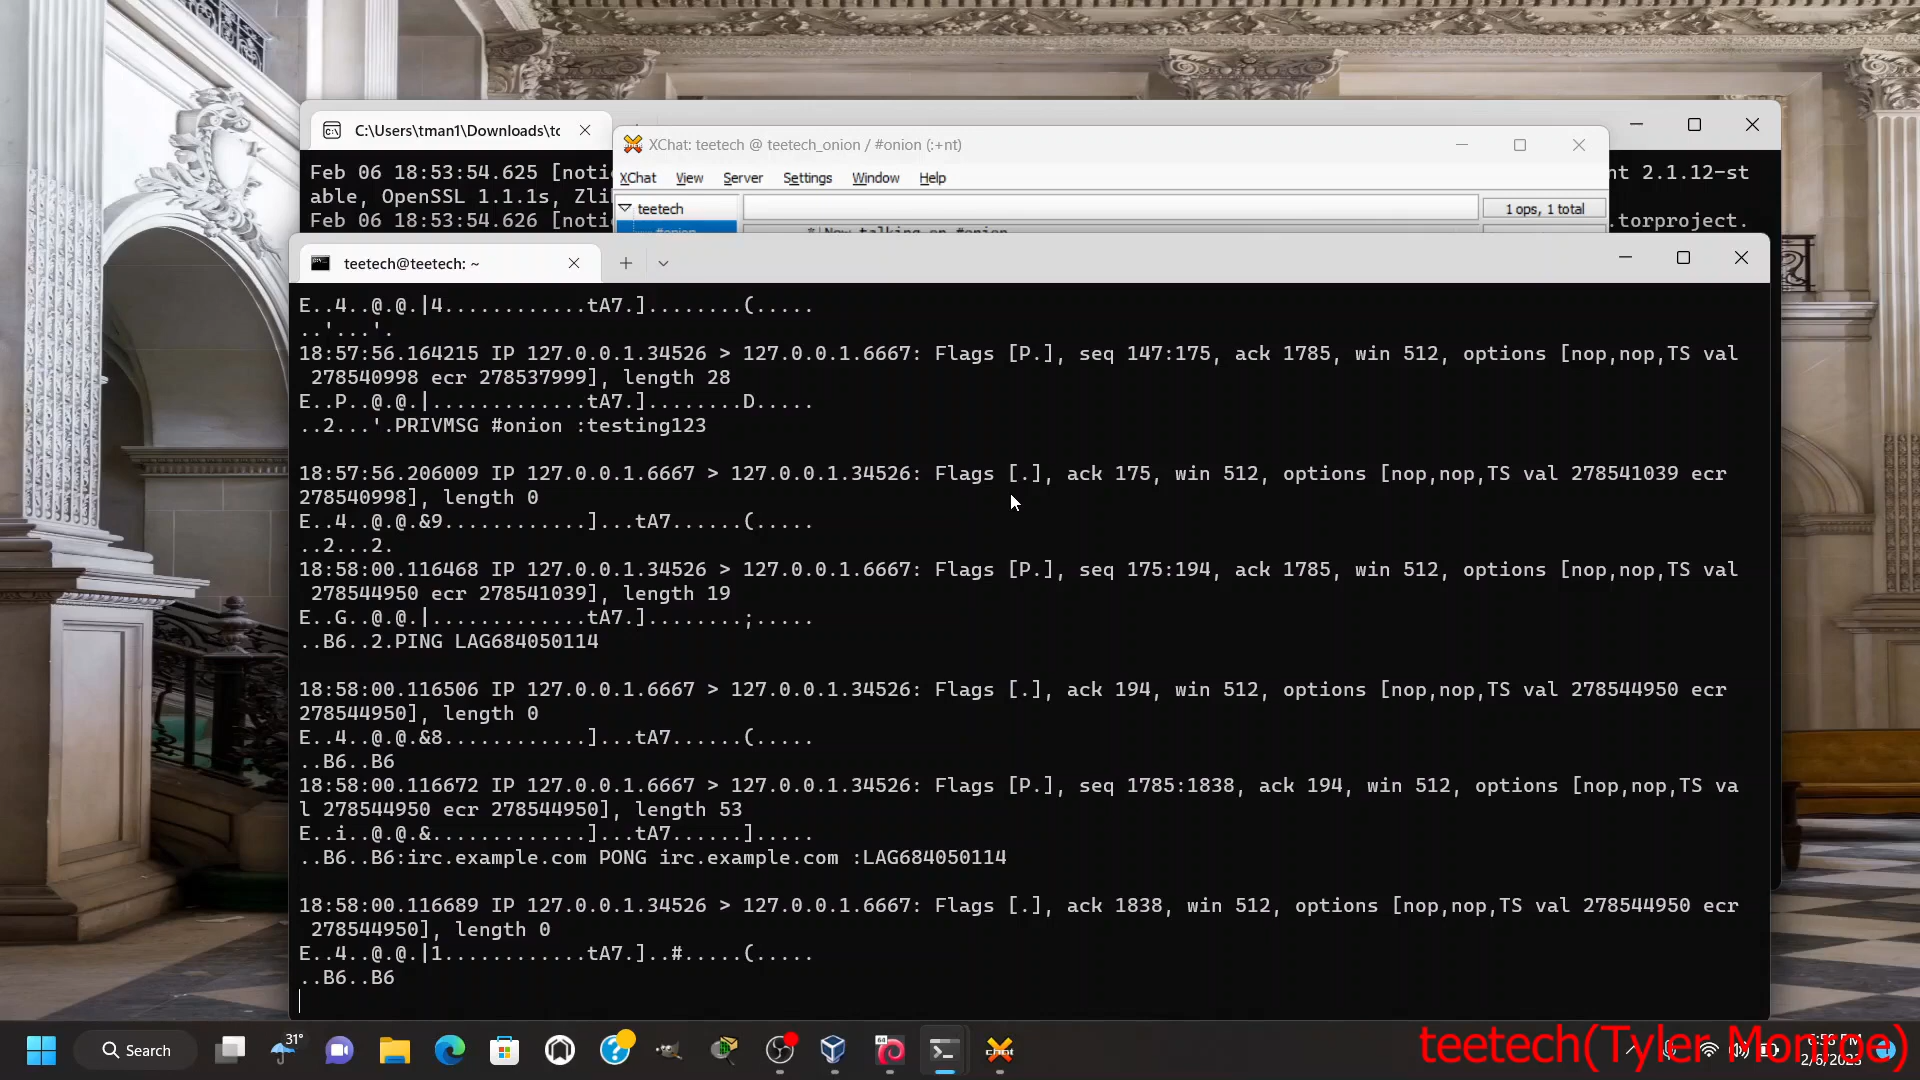 C:\Users\tman1\Downloads\tc
XChat: teetech @ teetech_onion / #onion (:+nt)
Feb 06 18:53:54.625 [notic
nt 2.1.12-st
XChat View Server Settings Window Help
able, OpenSSL 1.1.1s, Zlib
teetech
1 ops, 1 total
Feb 06 18:53:54.626 [notic
.torproject.
#onion
* Now talking on #onion
teetech@teetech: ~
E..4..@.@.|4............tA7.]........(.....
..'...'.
18:57:56.164215 IP 127.0.0.1.34526 > 127.0.0.1.6667: Flags [P.], seq 147:175, ack 1785, win 512, options [nop,nop,TS val
278540998 ecr 278537999], length 28
E..P..@.@.|.............tA7.]........D.....
..2...'.PRIVMSG #onion :testing123
18:57:56.206009 IP 127.0.0.1.6667 > 127.0.0.1.34526: Flags [.], ack 175, win 512, options [nop,nop,TS val 278541039 ecr
278540998], length 0
E..4..@.@.&9............]...tA7......(.....
..2...2.
18:58:00.116468 IP 127.0.0.1.34526 > 127.0.0.1.6667: Flags [P.], seq 175:194, ack 1785, win 512, options [nop,nop,TS val
278544950 ecr 278541039], length 19
E..G..@.@.|.............tA7.]........;.....
..B6..2.PING LAG684050114
18:58:00.116506 IP 127.0.0.1.6667 > 127.0.0.1.34526: Flags [.], ack 194, win 512, options [nop,nop,TS val 278544950 ecr
278544950], length 0
E..4..@.@.&8............]...tA7......(.....
..B6..B6
18:58:00.116672 IP 127.0.0.1.6667 > 127.0.0.1.34526: Flags [P.], seq 1785:1838, ack 194, win 512, options [nop,nop,TS va
l 278544950 ecr 278544950], length 53
E..i..@.@.&.............]...tA7......].....
..B6..B6:irc.example.com PONG irc.example.com :LAG684050114
18:58:00.116689 IP 127.0.0.1.34526 > 127.0.0.1.6667: Flags [.], ack 1838, win 512, options [nop,nop,TS val 278544950 ecr
278544950], length 0
E..4..@.@.|1............tA7.]..#.....(.....
..B6..B6
Search
31°
teetech(Tyler Monroe)